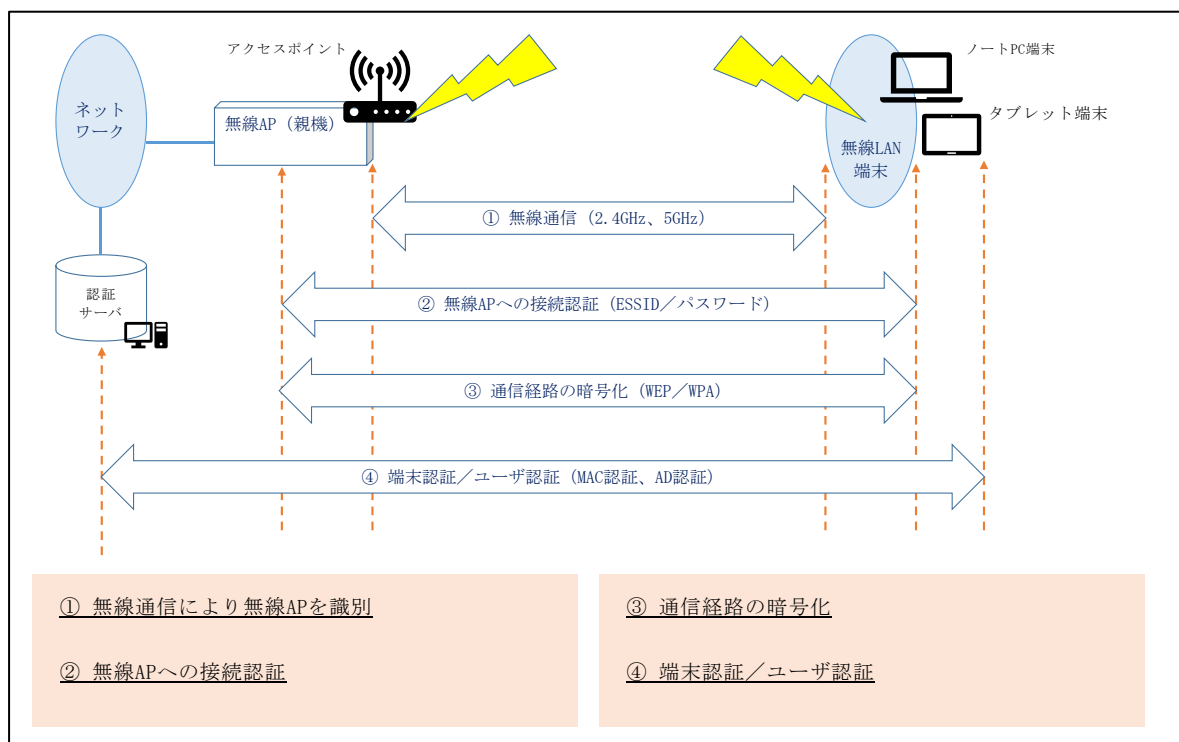 アクセスポイント
ノートPC端末
ネット
ワーク
無線AP（親機）
タブレット端末
無線LAN
端末
① 無線通信（2.4GHz、5GHz）
認証
サーバ
② 無線APへの接続認証（ESSID／パスワード）
③ 通信経路の暗号化（WEP／WPA）
④ 端末認証／ユーザ認証（MAC認証、AD認証）
① 無線通信により無線APを識別
② 無線APへの接続認証
③ 通信経路の暗号化
④ 端末認証／ユーザ認証